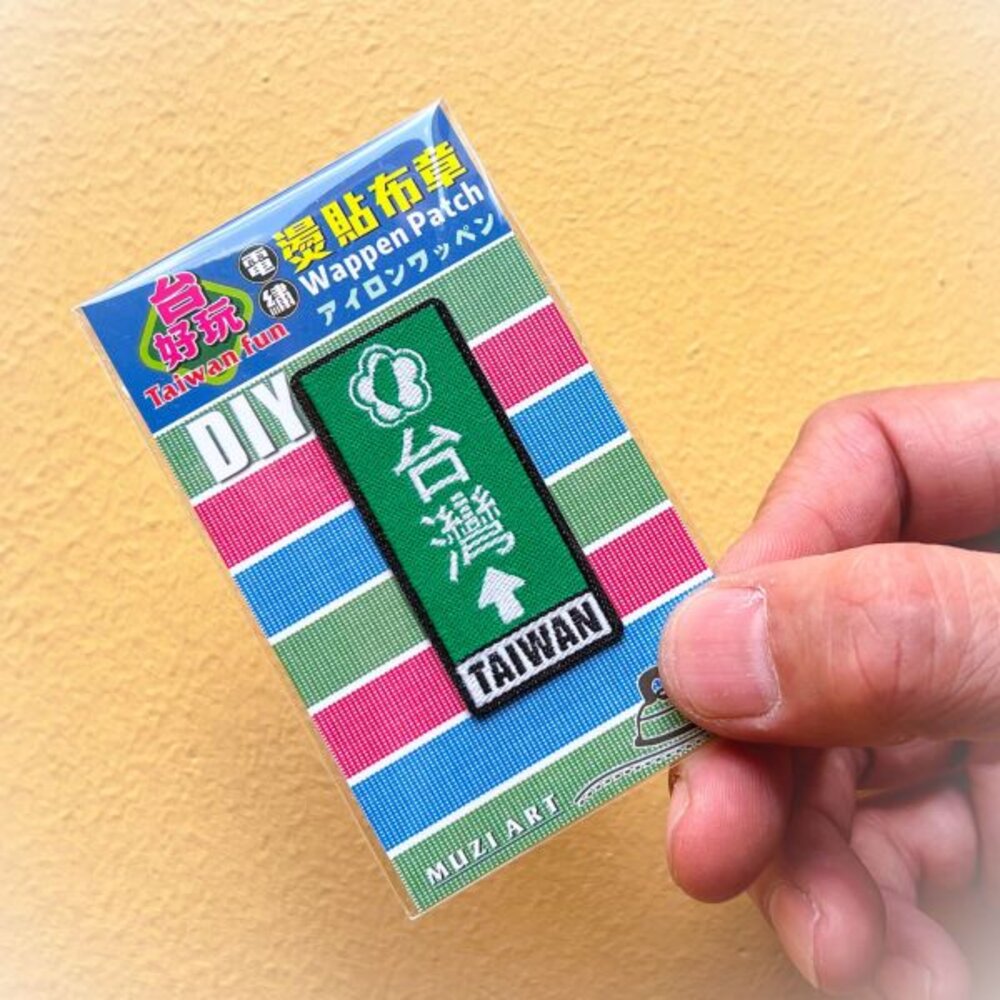 電繡
燙貼布章
Wappen Patch
アイロンワッペン
台
好玩
Taiwan fun
DIY
台灣
TAIWAN
MUZI ART